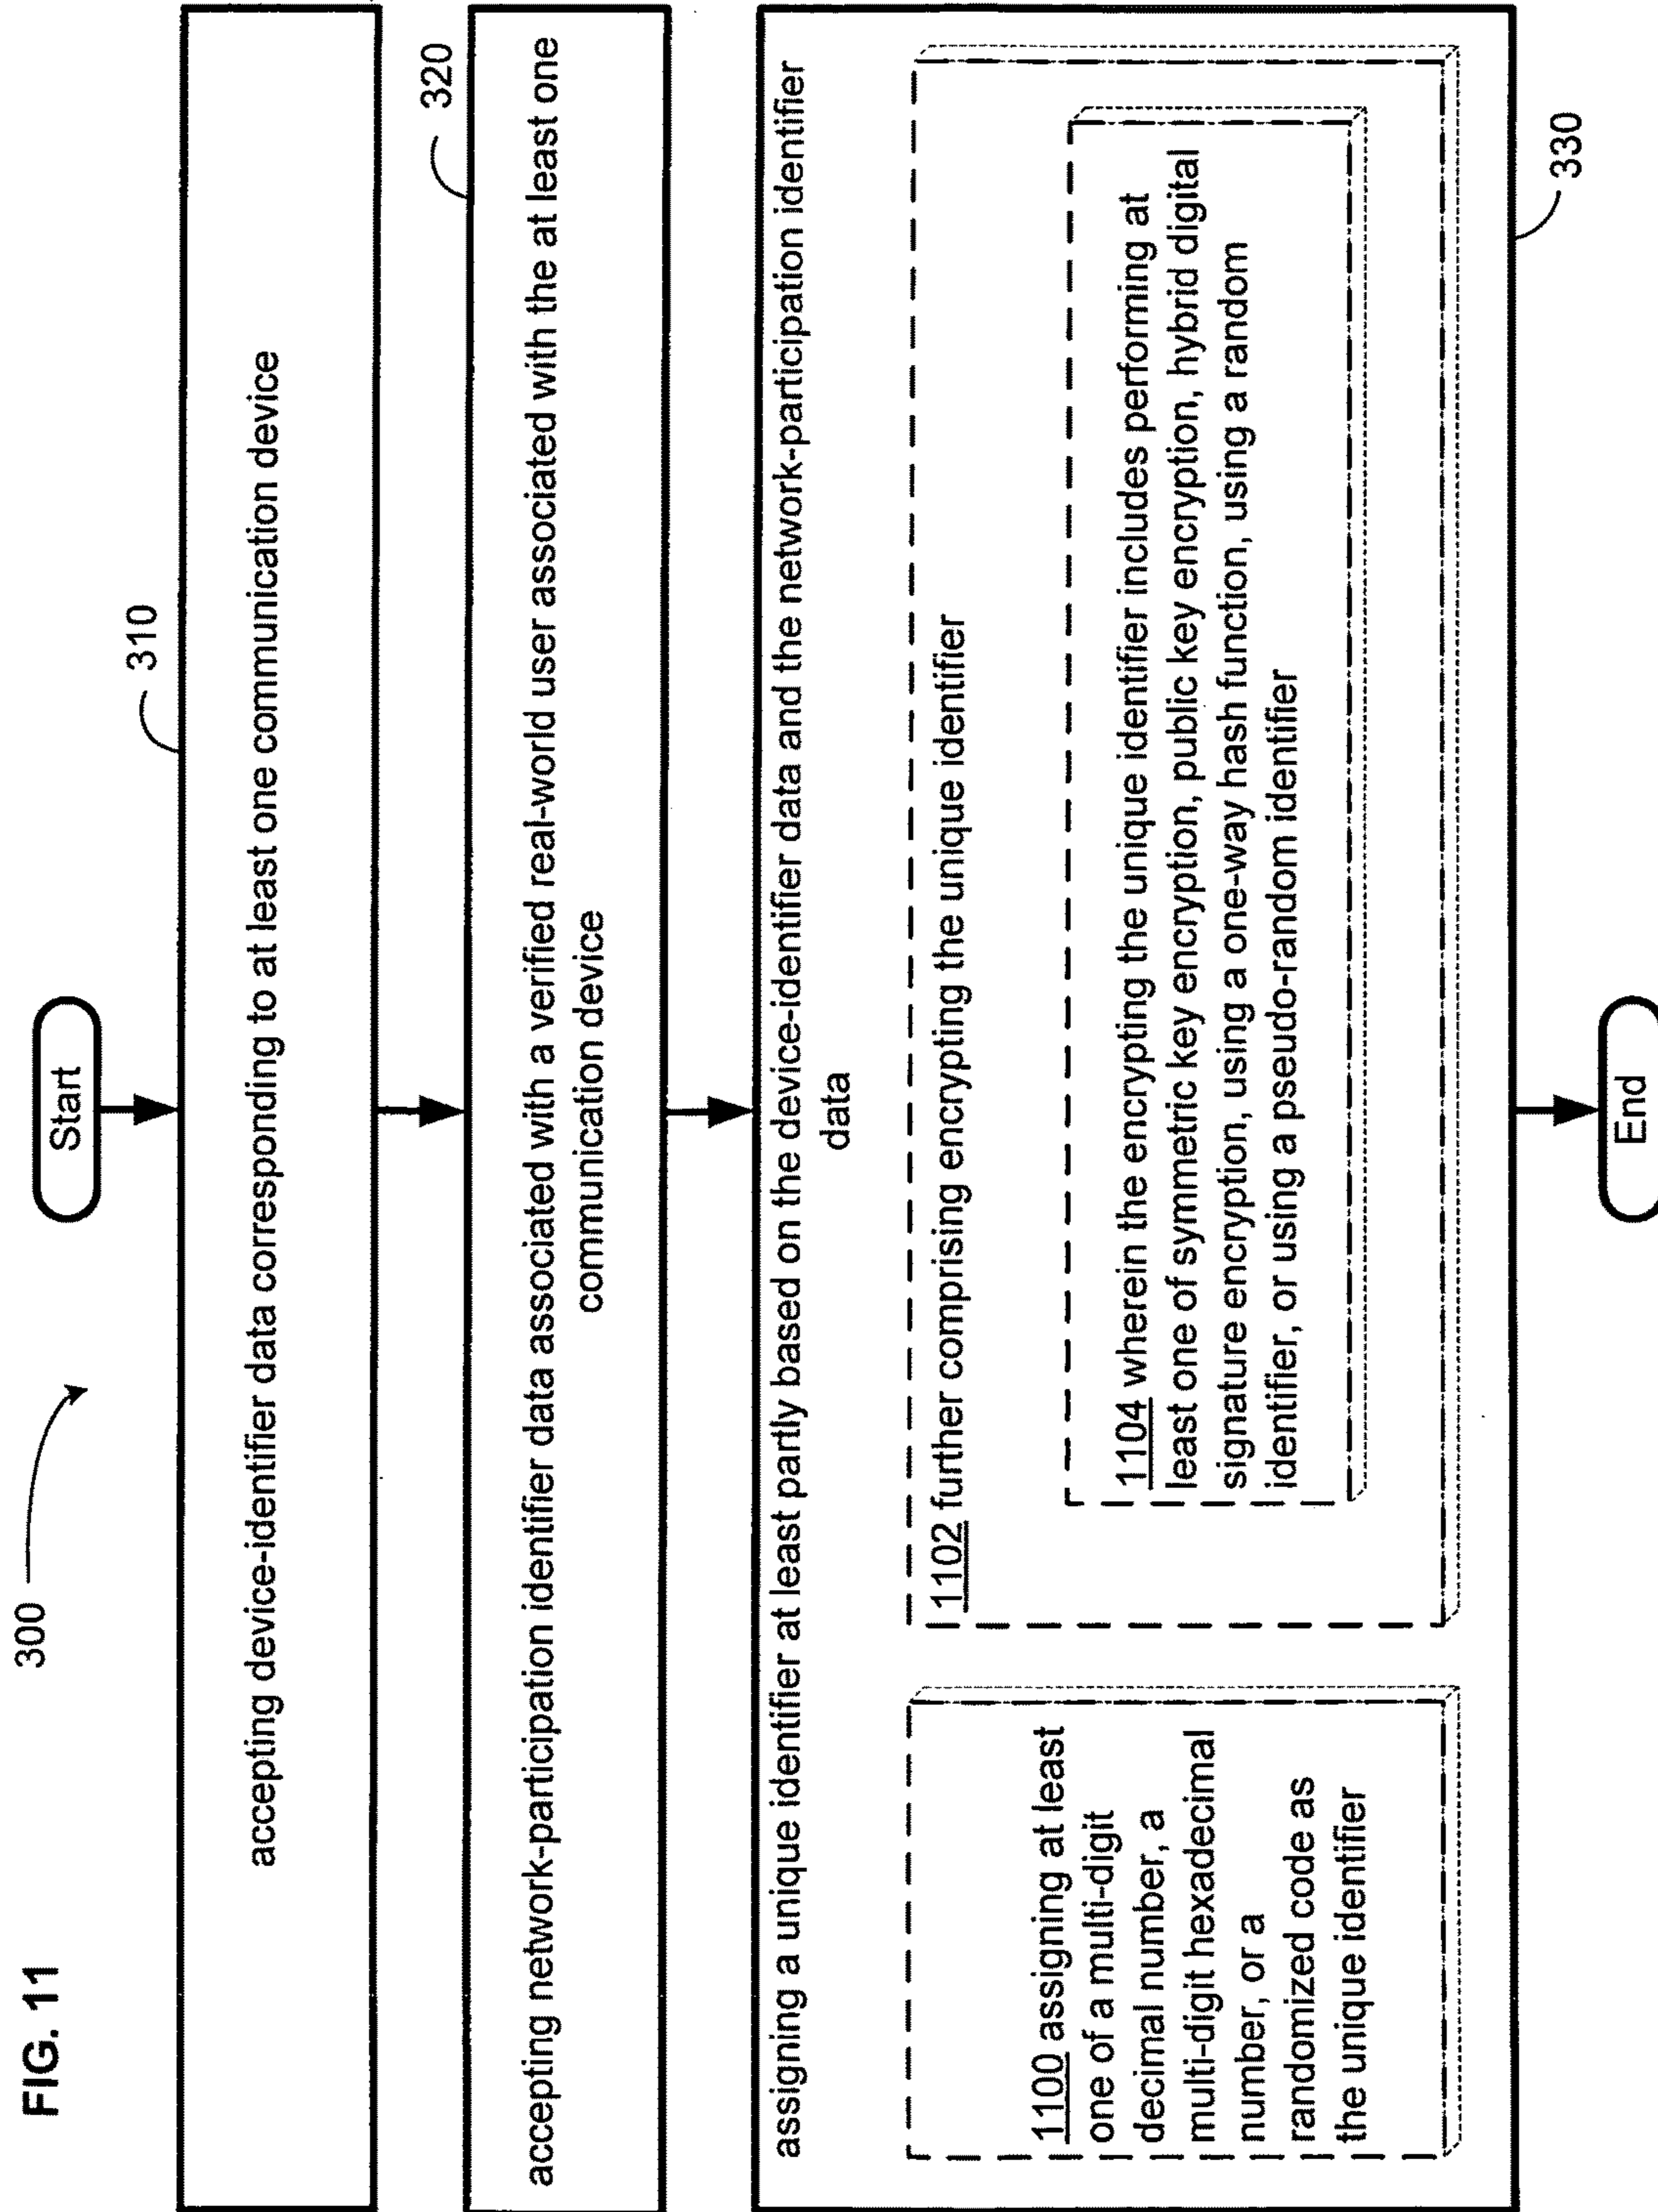 FIG. 11
300
Start
310
accepting device-identifier data corresponding to at least one communication device
320
accepting network-participation identifier data associated with a verified real-world user associated with the at least one
communication device
assigning a unique identifier at least partly based on the device-identifier data and the network-participation identifier
data
1100 assigning at least
one of a multi-digit
decimal number, a
multi-digit hexadecimal
number, or a
randomized code as
the unique identifier
1102 further comprising encrypting the unique identifier
1104 wherein the encrypting the unique identifier includes performing at
least one of symmetric key encryption, public key encryption, hybrid digital
signature encryption, using a one-way hash function, using a random
identifier, or using a pseudo-random identifier
330
End